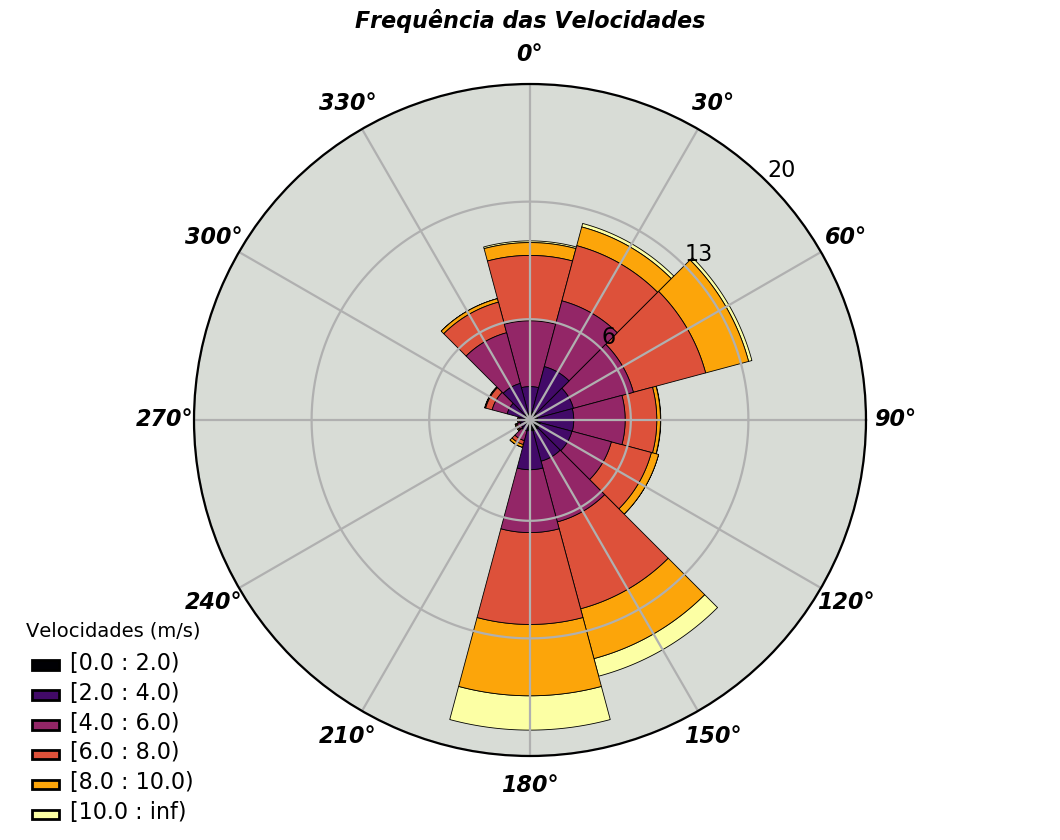 Frequência das Velocidades
0°
330°
30°
20
300°
60°
13
6
270°
90°
240°
120°
210°
150°
180°
Velocidades (m/s)
[0.0 : 2.0)
[2.0 : 4.0)
[4.0 : 6.0)
[6.0 : 8.0)
[8.0 : 10.0)
[10.0 : inf)